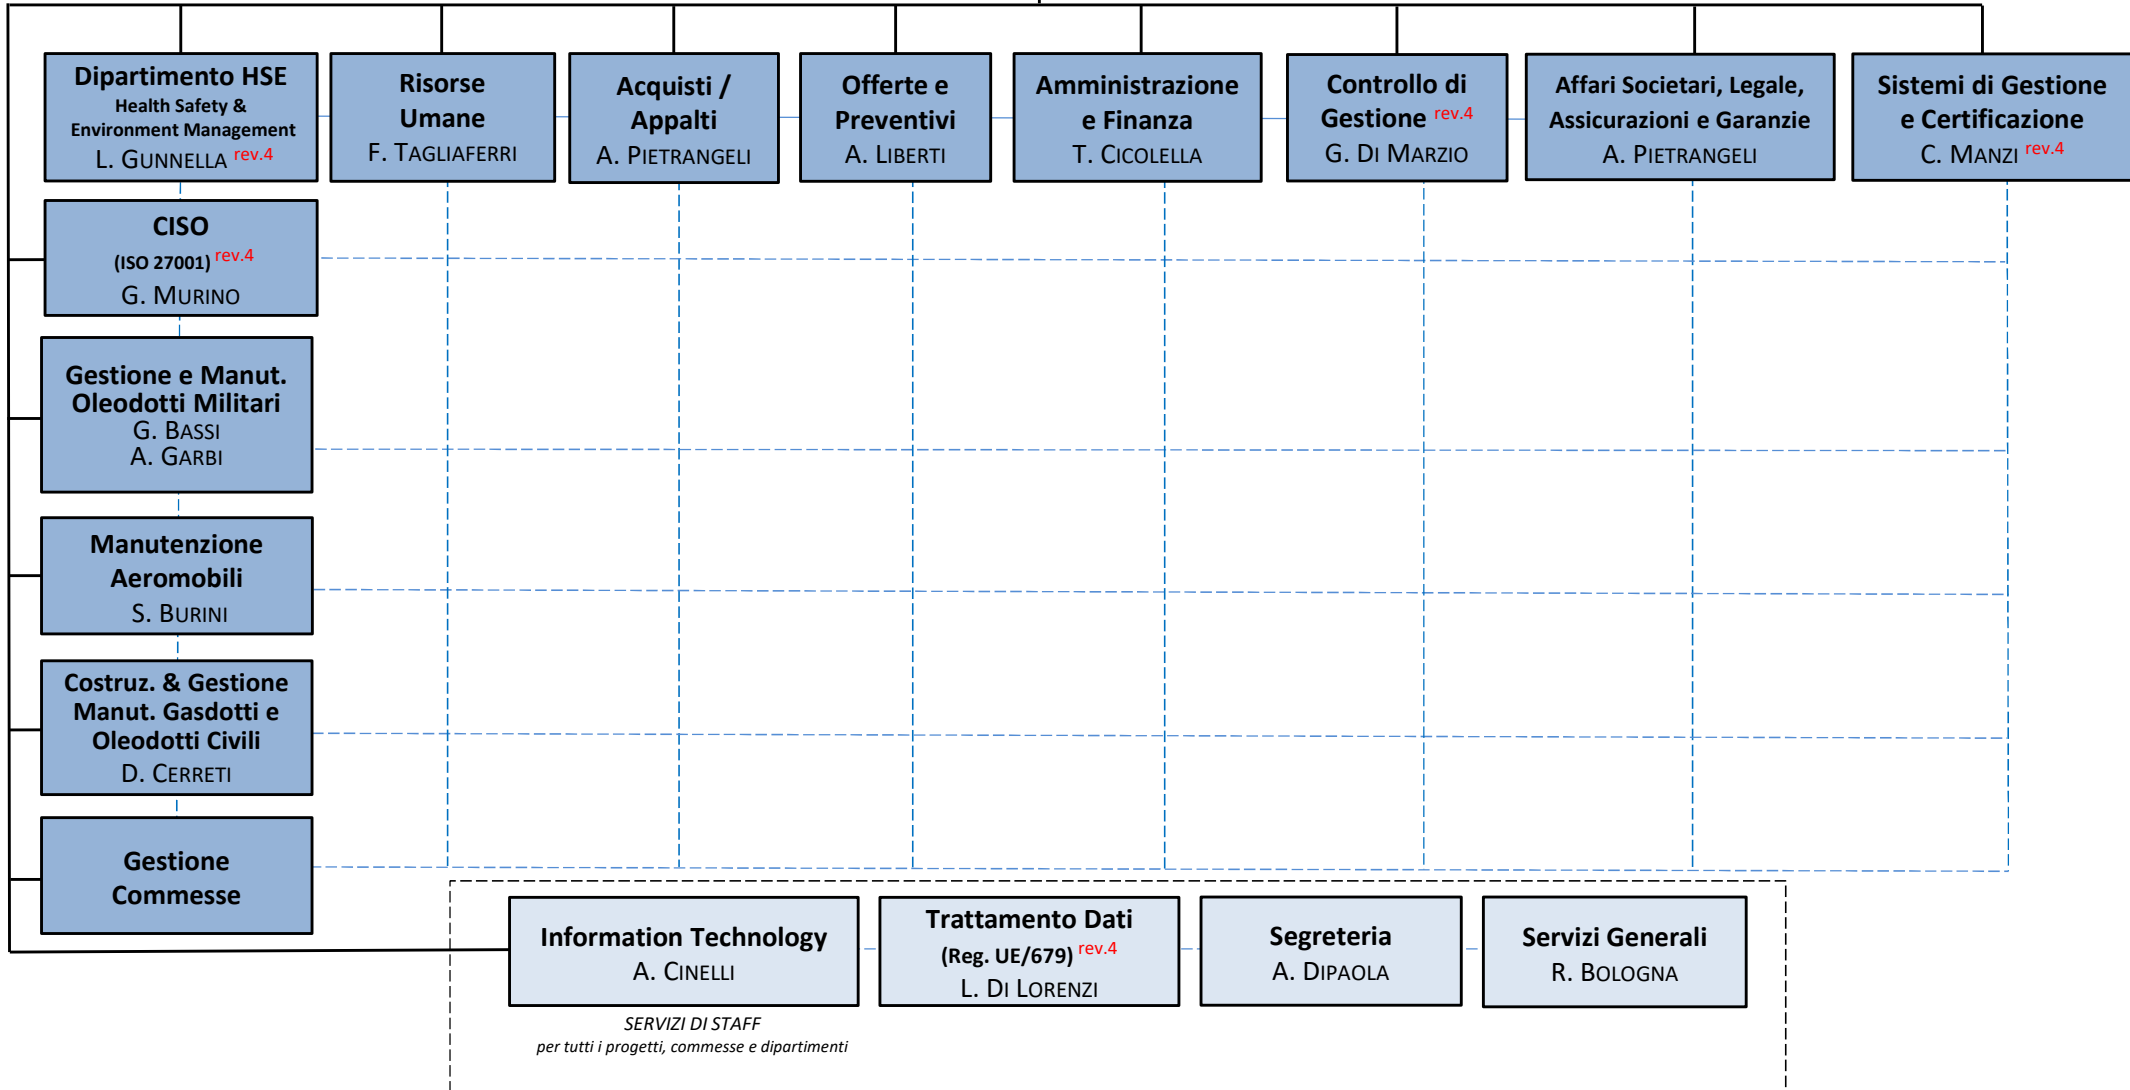 Dipartimento HSE
Health Safety &
Environment Management
L. GUNNELLA rev.4
Risorse
Umane
F. TAGLIAFERRI
Acquisti /
Appalti
A. PIETRANGELI
Offerte e
Preventivi
A. LIBERTI
Amministrazione
e Finanza
T. CICOLELLA
Controllo di
Gestione rev.4
G. DI MARZIO
Affari Societari, Legale,
Assicurazioni e Garanzie
A. PIETRANGELI
Sistemi di Gestione
e Certificazione
C. MANZI rev.4
CISO
(ISO 27001) rev.4
G. MURINO
Gestione e Manut.
Oleodotti Militari
G. BASSI
A. GARBI
Manutenzione
Aeromobili
S. BURINI
Costruz. & Gestione
Manut. Gasdotti e
Oleodotti Civili
D. CERRETI
Gestione
Commesse
Information Technology
A. CINELLI
Trattamento Dati
(Reg. UE/679) rev.4
L. DI LORENZI
Segreteria
A. DIPAOLA
Servizi Generali
R. BOLOGNA
SERVIZI DI STAFF
per tutti i progetti, commesse e dipartimenti